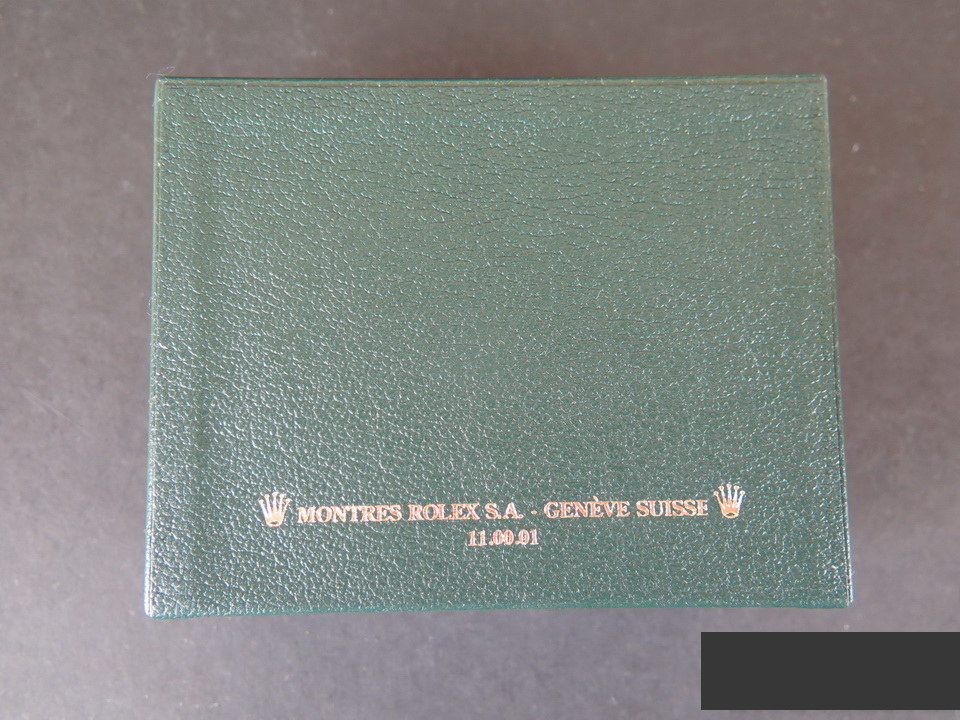 MONTRES ROLEX S.A. - GENÈVE SUISSE
11.00.01